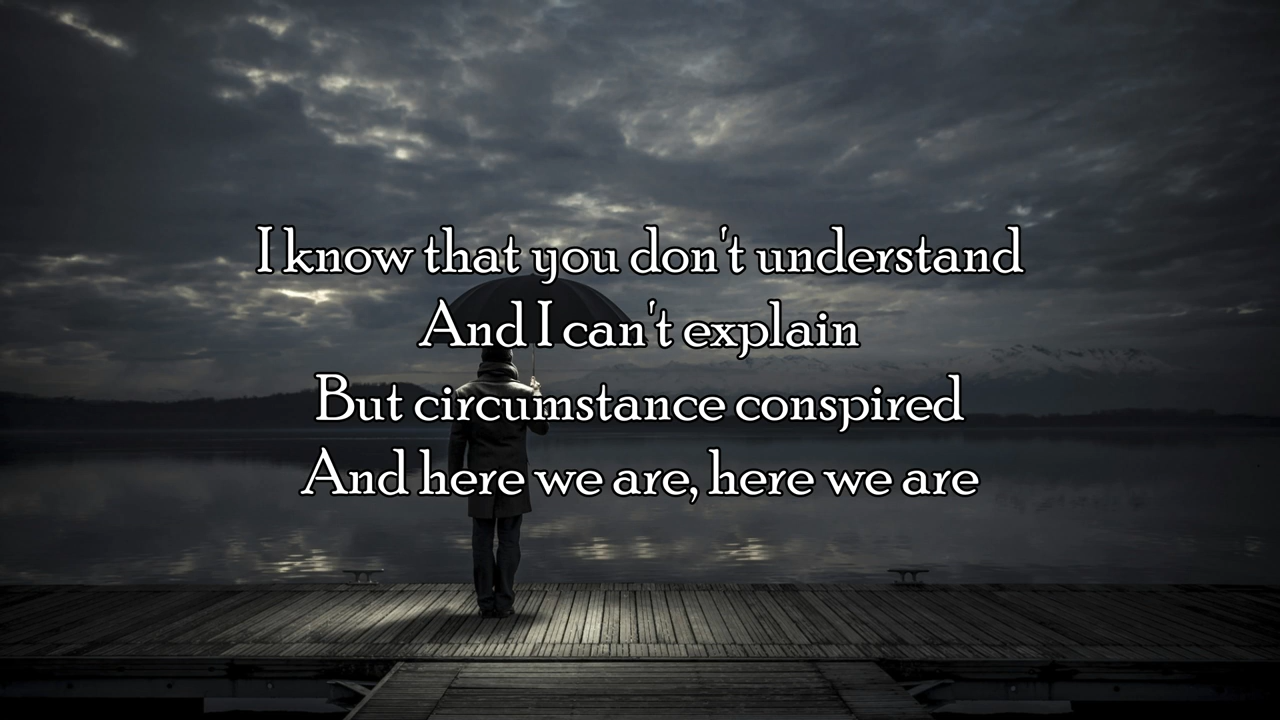 I know that you don't understand
And I can't explain
But circumstance conspired
And here we are, here we are